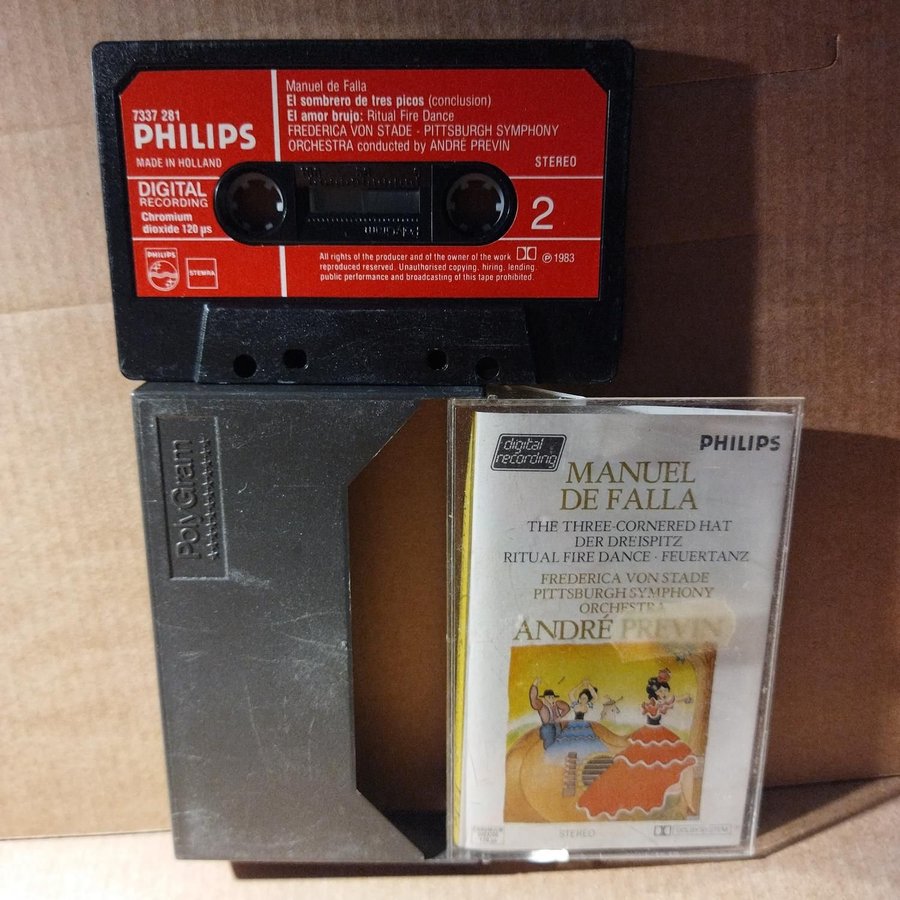 7337 281
PHILIPS
MADE IN HOLLAND
Manuel de Falla
El sombrero de tres picos (conclusion)
El amor brujo: Ritual Fire Dance
FREDERICA VON STADE - PITTSBURGH SYMPHONY
ORCHESTRA conducted by ANDRÉ PREVIN
STEREO
DIGITAL
RECORDING
Chromium
dioxide 120 µs
2
PHILIPS
STEMRA
All rights of the producer and of the owner of the work
reproduced reserved. Unauthorised copying, hiring, lending,
public performance and broadcasting of this tape prohibited.
℗ 1983
PolyGram
digital
recording
PHILIPS
MANUEL
DE FALLA
THE THREE-CORNERED HAT
DER DREISPITZ
RITUAL FIRE DANCE · FEUERTANZ
FREDERICA VON STADE
PITTSBURGH SYMPHONY
ORCHESTRA
ANDRÉ PREVIN
STEREO
DOLBY SYSTEM